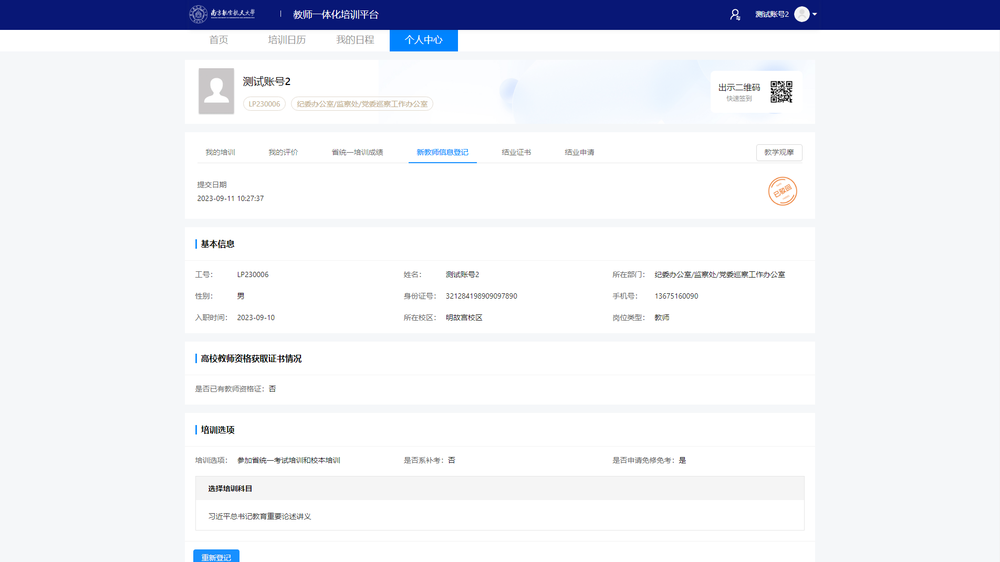 南京航空航天大學
教师一体化培训平台
测试账号2
首页
培训日历
我的日程
个人中心
测试账号2
LP230006
纪委办公室/监察处/党委巡察工作办公室
出示二维码
快速签到
我的培训
我的评价
省统一培训成绩
新教师信息登记
结业证书
结业申请
教学观摩
提交日期
2023-09-11 10:27:37
已驳回
基本信息
工号： LP230006
姓名： 测试账号2
所在部门： 纪委办公室/监察处/党委巡察工作办公室
性别： 男
身份证号： 321284198909097890
手机号： 13675160090
入职时间： 2023-09-10
所在校区： 明故宫校区
岗位类型： 教师
高校教师资格获取证书情况
是否已有教师资格证：否
培训选项
培训选项： 参加省统一考试培训和校本培训
是否系补考：否
是否申请免修免考：是
选择培训科目
习近平总书记教育重要论述讲义
重新登记